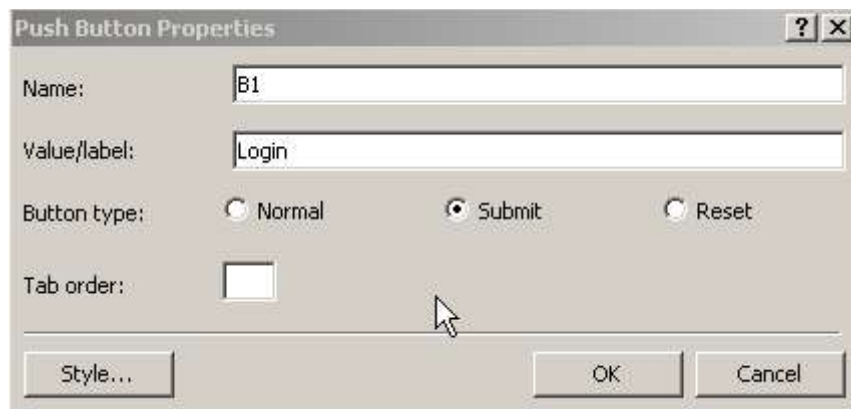 Push Button Properties ? X
Name: B1
Value/label: Login
Button type: Normal Submit Reset
Tab order:
Style... OK Cancel